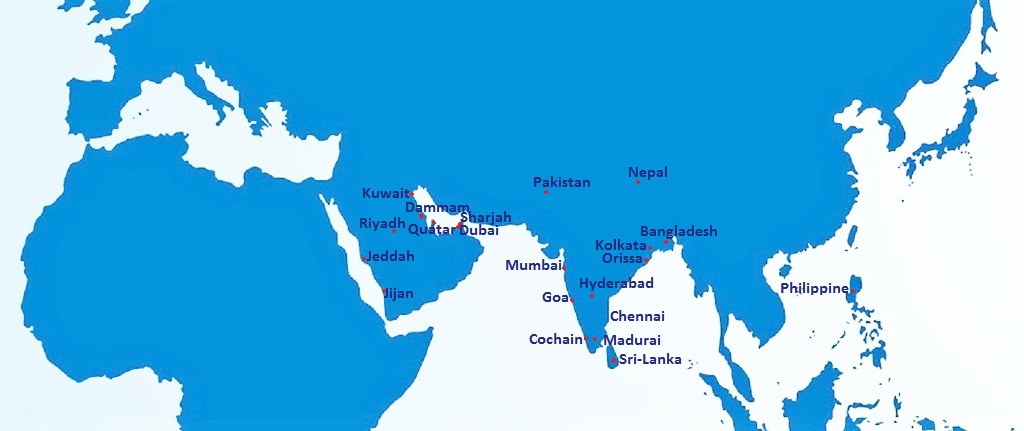 Nepal
Pakistan
Kuwait
Dammam
Sharjah
Riyadh
Quatar
Dubai
Bangladesh
Kolkata
Jeddah
Orissa
Mumbai
Hyderabad
Philippine
Jijan
Goa
Chennai
Cochain
Madurai
Sri-Lanka